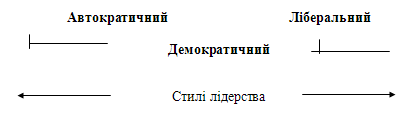 Автократичний Ліберальний
Демократичний
Стилі лідерства